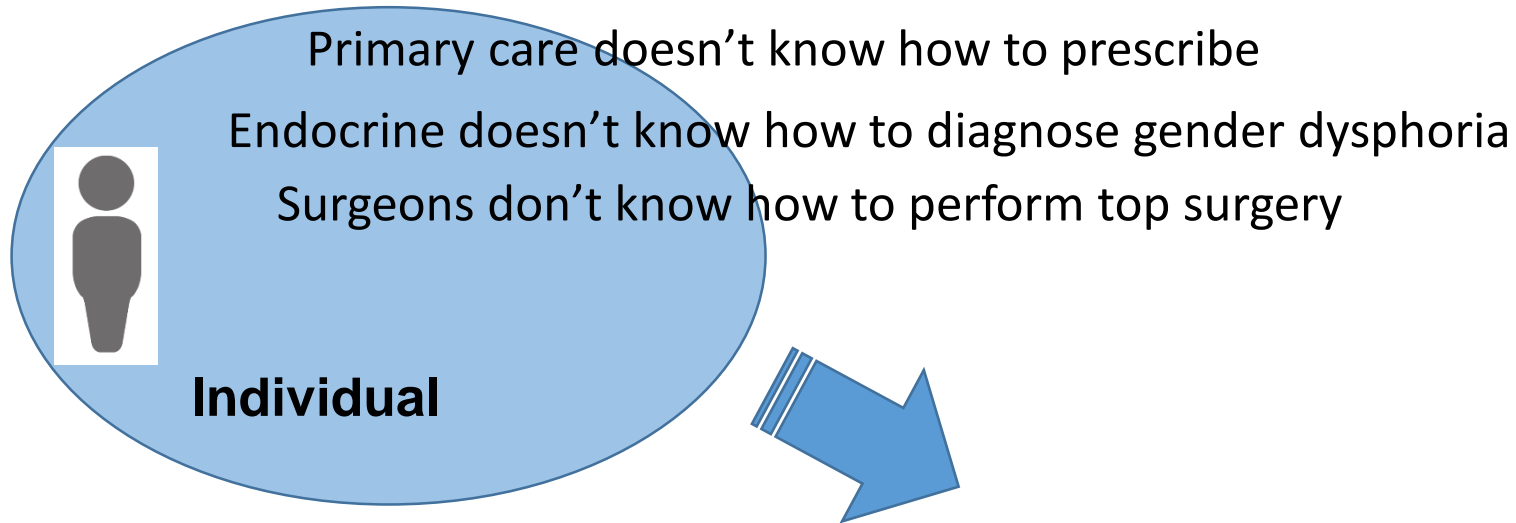 Primary care doesn’t know how to prescribe
Endocrine doesn’t know how to diagnose gender dysphoria
Surgeons don’t know how to perform top surgery
Individual